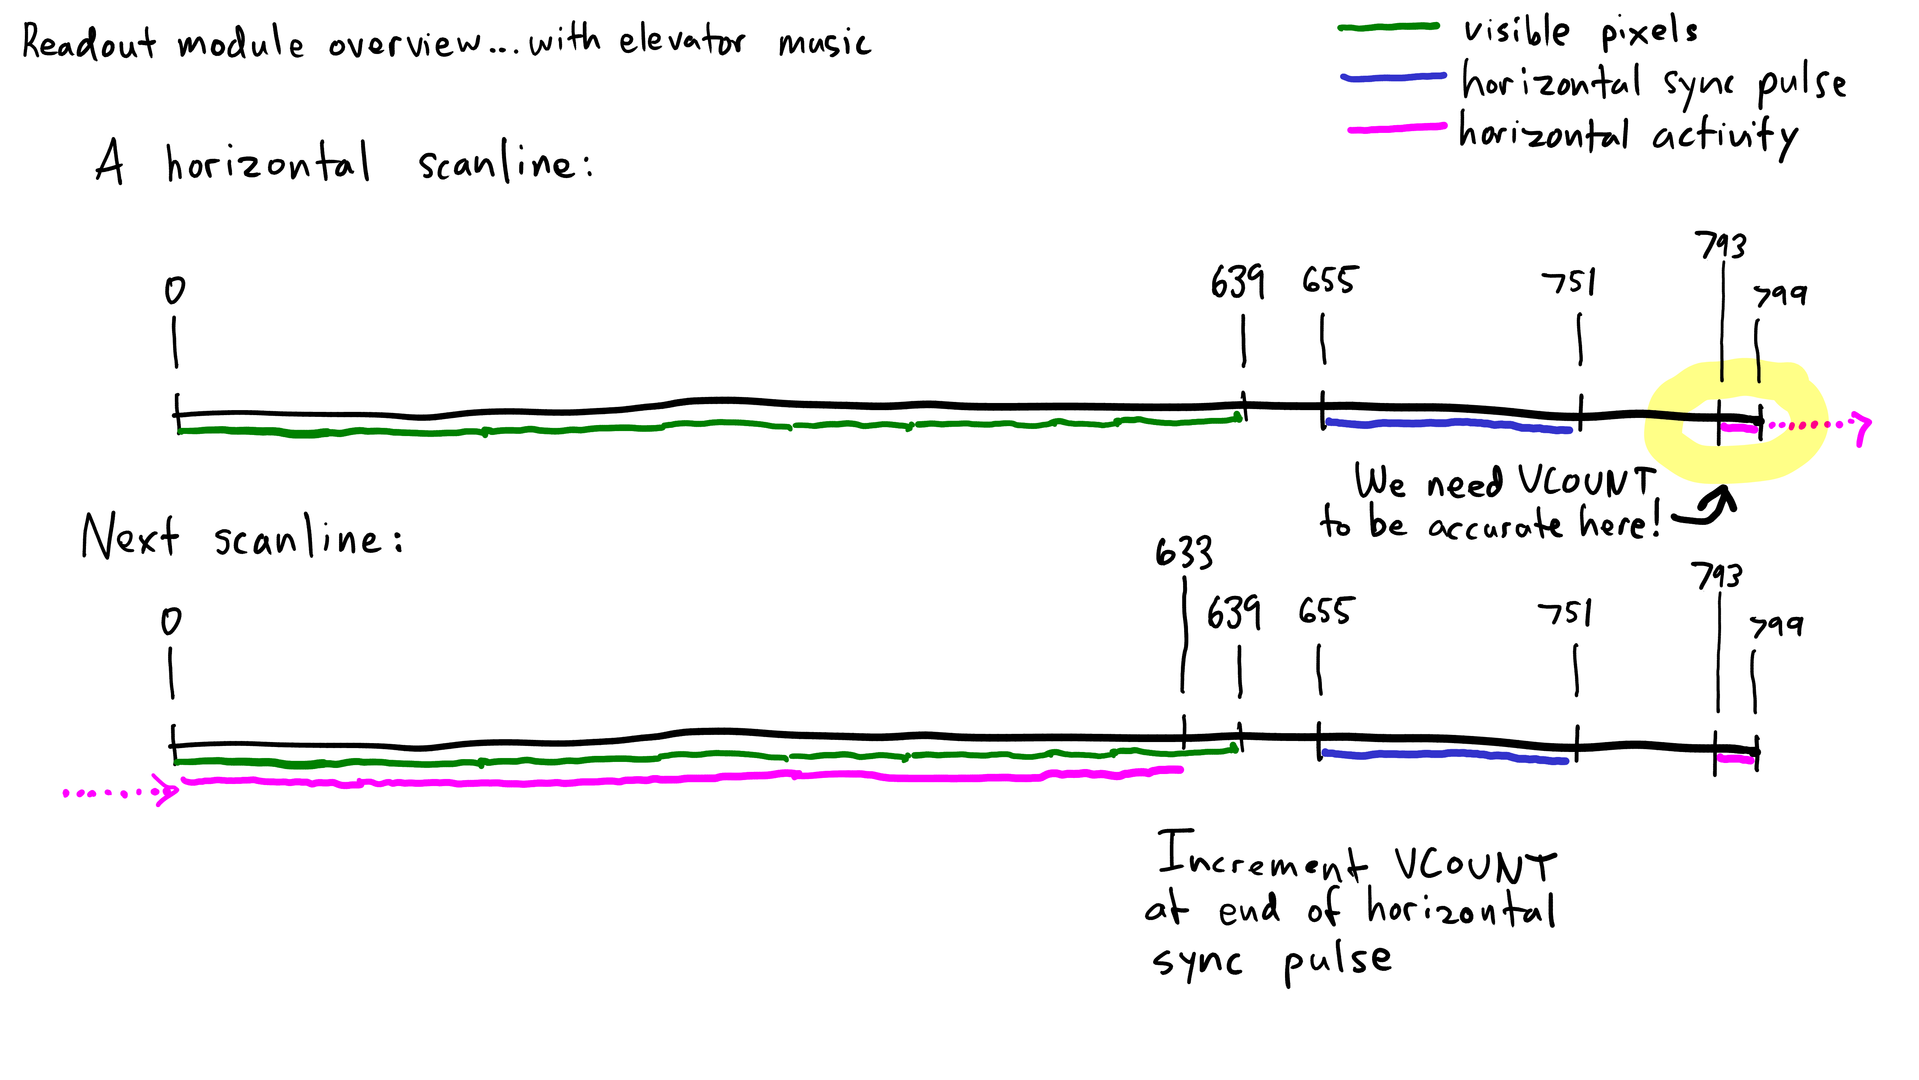 Readout module overview...with elevator music
visible pixels
horizontal sync pulse
horizontal activity
A horizontal scanline:
0
639
655
751
793
799
We need VCOUNT
to be accurate here!
Next scanline:
0
633
639
655
751
793
799
Increment VCOUNT
at end of horizontal
sync pulse